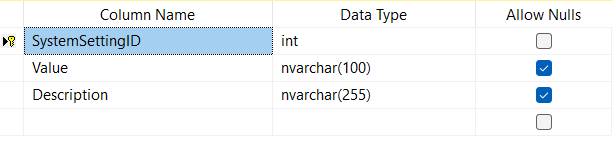 Column Name Data Type Allow Nulls
SystemSettingID int
Value nvarchar(100)
Description nvarchar(255)